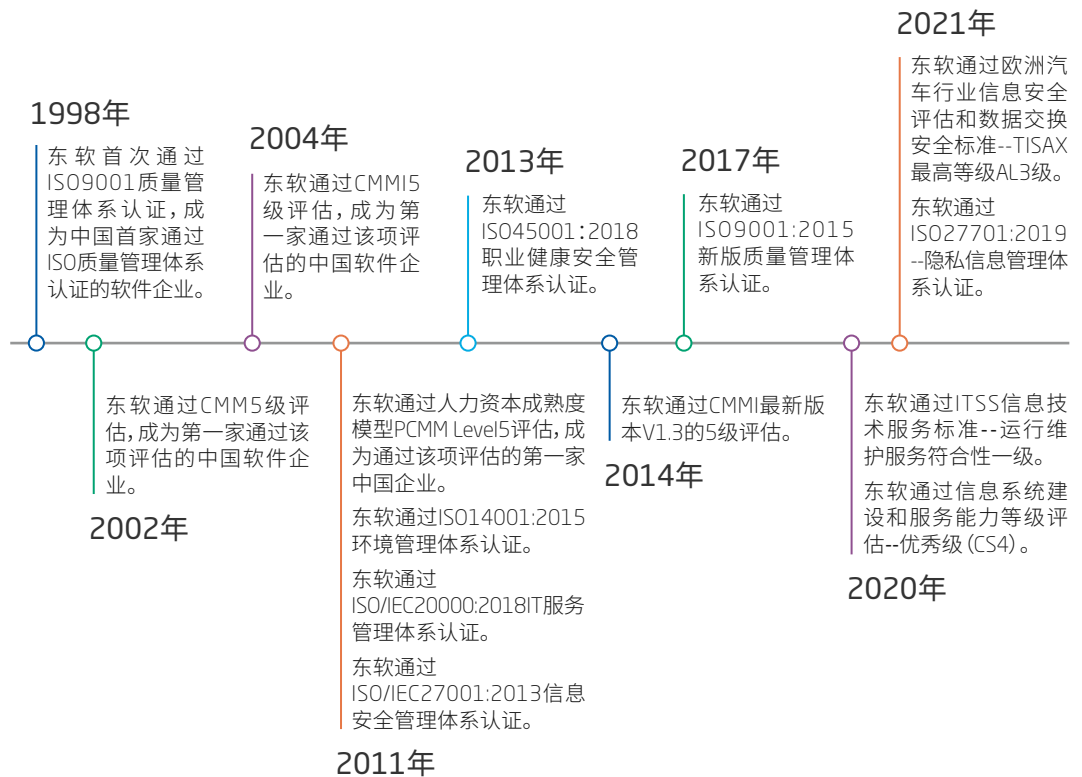 1998年
东软首次通过
ISO9001质量管
理体系认证，成
为中国首家通过
ISO质量管理体系
认证的软件企业。
东软通过CMM5级评
估，成为第一家通过该
项评估的中国软件企
业。
2002年
2004年
东软通过CMMI5
级评估，成为第
一家通过该项评
估的中国软件企
业。
东软通过人力资本成熟度
模型PCMM Level5评估，成
为通过该项评估的第一家
中国企业。
东软通过ISO14001:2015
环境管理体系认证。
东软通过
ISO/IEC20000:2018IT服务
管理体系认证。
东软通过
ISO/IEC27001:2013信息
安全管理体系认证。
2011年
2013年
东软通过
ISO45001：2018
职业健康安全管
理体系认证。
东软通过CMMI最新版
本V1.3的5级评估。
2014年
2017年
东软通过
ISO9001:2015
新版质量管理体
系认证。
东软通过ITSS信息技
术服务标准--运行维
护服务符合性一级。
东软通过信息系统建
设和服务能力等级评
估--优秀级（CS4）。
2020年
2021年
东软通过欧洲汽
车行业信息安全
评估和数据交换
安全标准--TISAX
最高等级AL3级。
东软通过
ISO27701:2019
--隐私信息管理体
系认证。